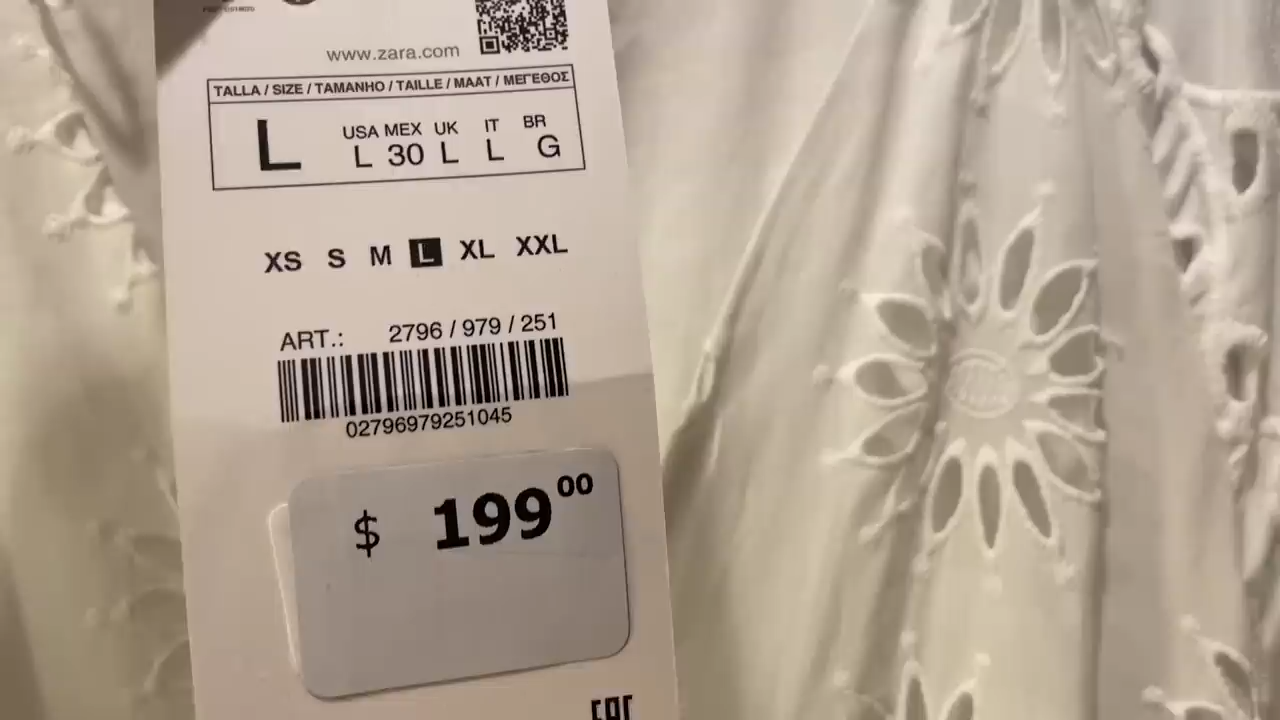 www.zara.com
TALLA / SIZE / TAMANHO / TAILLE / MAAT / ΜΕΓΕΘΟΣ
USA MEX UK IT BR
L L 30 L L G
XS S M L XL XXL
ART.: 2796 / 979 / 251
02796979251045
$ 199 00
EAC